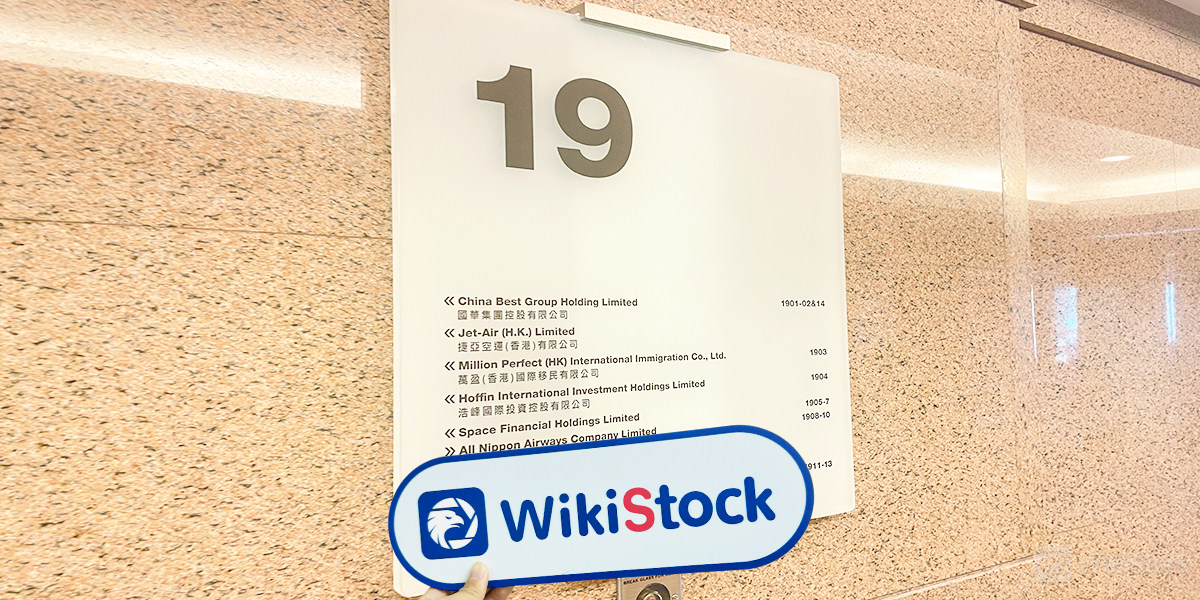 19
« China Best Group Holding Limited 1901-02&14
國華集團控股有限公司
« Jet-Air (H.K.) Limited
捷亞空運(香港)有限公司
« Million Perfect (HK) International Immigration Co., Ltd. 1903
萬盈(香港)國際移民有限公司
« Hoffin International Investment Holdings Limited 1904
浩峰國際投資控股有限公司
« Space Financial Holdings Limited 1905-7
» All Nippon Airways Company Limited 1908-10
1911-13
WikiStock
BREAK GLASS